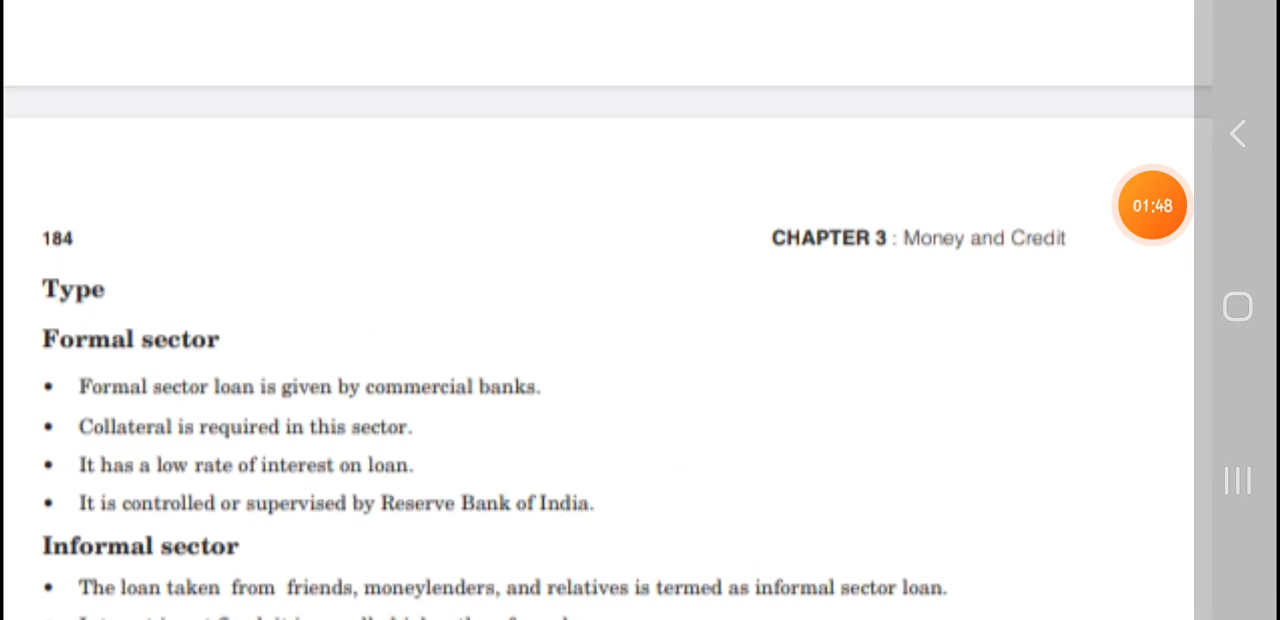 01:48
184 CHAPTER 3 : Money and Credit
Type
Formal sector
• Formal sector loan is given by commercial banks.
• Collateral is required in this sector.
• It has a low rate of interest on loan.
• It is controlled or supervised by Reserve Bank of India.
Informal sector
• The loan taken from friends, moneylenders, and relatives is termed as informal sector loan.